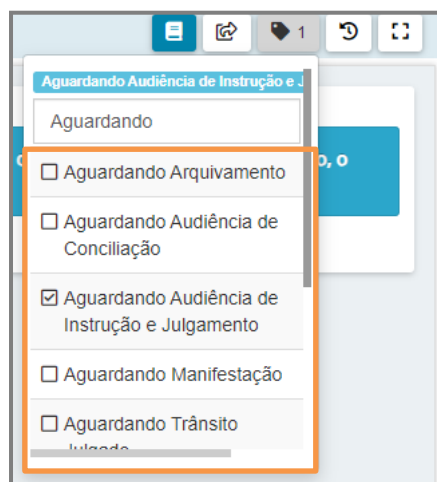 1
Aguardando Audiência de Instrução e J
Aguardando
o, o
Aguardando Arquivamento
Aguardando Audiência de
Conciliação
Aguardando Audiência de
Instrução e Julgamento
Aguardando Manifestação
Aguardando Trânsito
Julgado